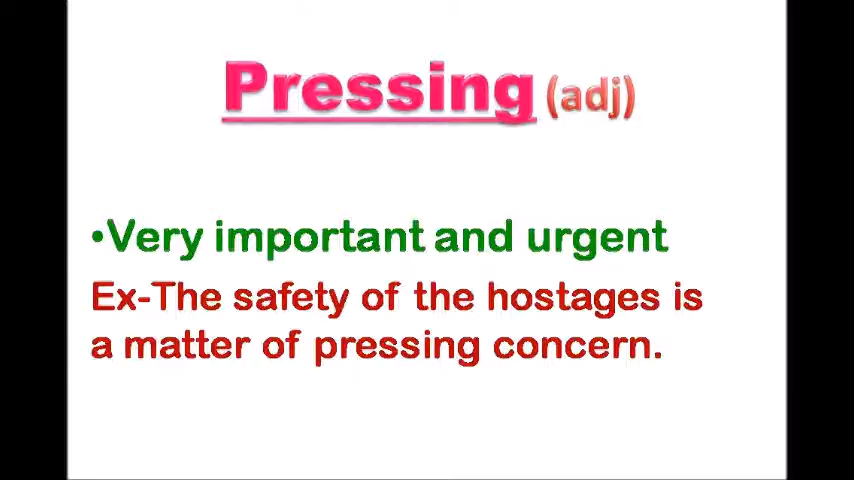 Pressing (adj)
•Very important and urgent
Ex-The safety of the hostages is
a matter of pressing concern.